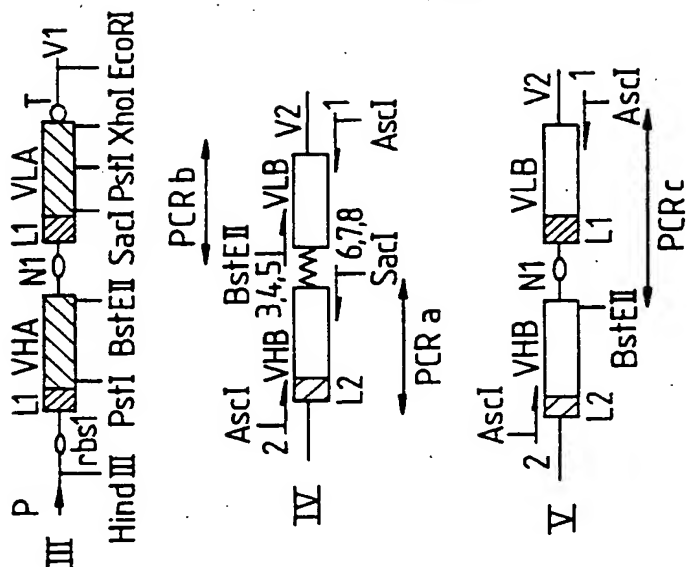 P L1 VHA N1 L1 VLA T V1
III
rbs1
Hind III PstI BstEII SacI PstI XhoI EcoRI
PCR b
AscI BstEII
2 VHB 3,4,5 VLB V2
IV
L2 6,7,8 1
SacI AscI
PCR a
AscI
2 VHB N1 VLB V2
V
L2 BstEII L1 1
AscI
PCR c